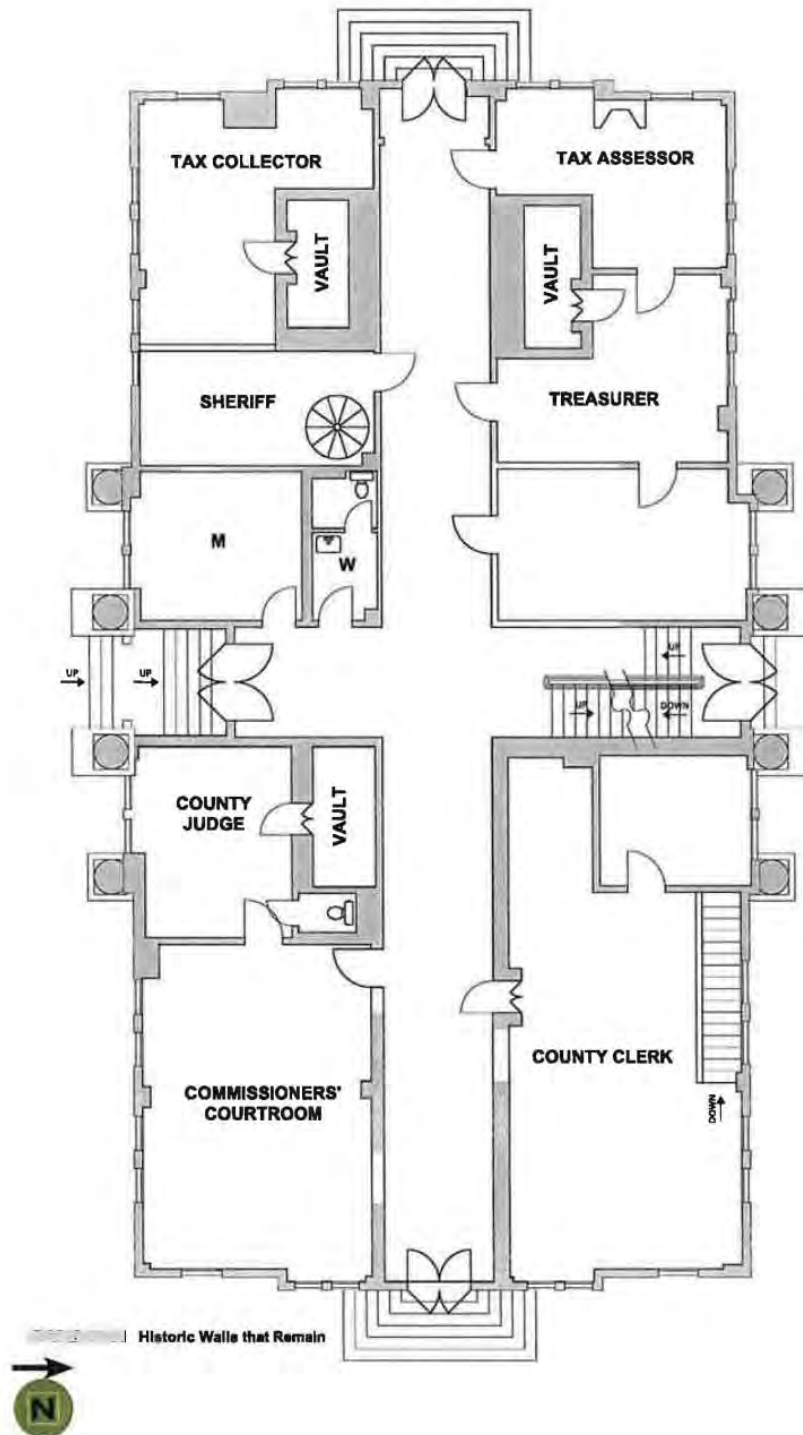 TAX COLLECTOR
TAX ASSESSOR
VAULT
VAULT
SHERIFF
TREASURER
M
W
UP
UP
UP
UP
DOWN
COUNTY
JUDGE
VAULT
COUNTY CLERK
COMMISSIONERS'
COURTROOM
DOWN
Historic Walls that Remain
N